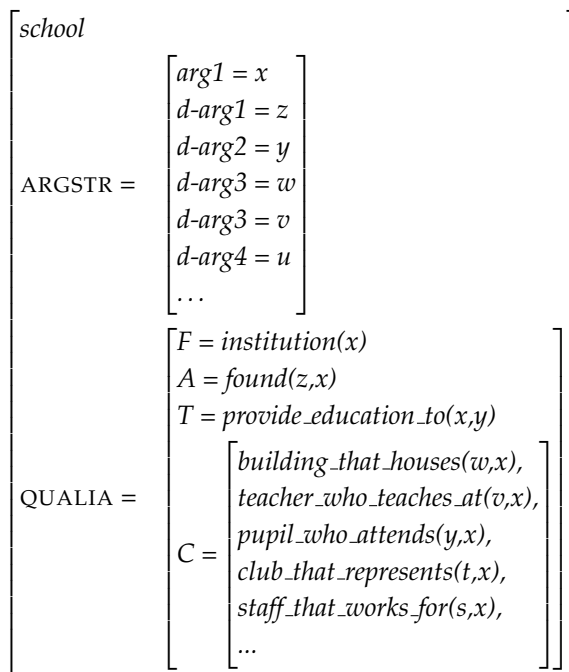 school
arg1 = x
d-arg1 = z
d-arg2 = y
ARGSTR = d-arg3 = w
d-arg3 = v
d-arg4 = u
...
F = institution(x)
A = found(z,x)
T = provide_education_to(x,y)
building_that_houses(w,x),
QUALIA = teacher_who_teaches_at(v,x),
pupil_who_attends(y,x),
C = club_that_represents(t,x),
staff_that_works_for(s,x),
...